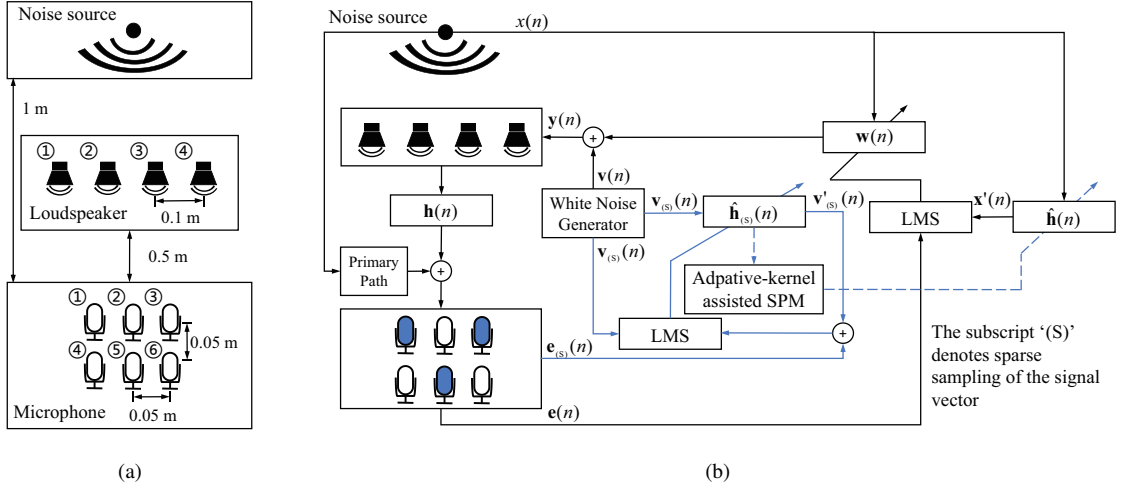 Noise source
1 m
① ② ③ ④
Loudspeaker
0.1 m
0.5 m
① ② ③
④ ⑤ ⑥
0.05 m
0.05 m
Microphone
(a)
Noise source
x(n)
y(n)
+
w(n)
v(n)
h(n)
White Noise
Generator
v₍S₎(n)
ĥ₍S₎(n)
v'₍S₎(n)
v₍S₎(n)
LMS
x'(n)
ĥ(n)
Primary
Path
+
Adpative-kernel
assisted SPM
LMS
+
e₍S₎(n)
e(n)
The subscript ‘(S)’
denotes sparse
sampling of the signal
vector
(b)